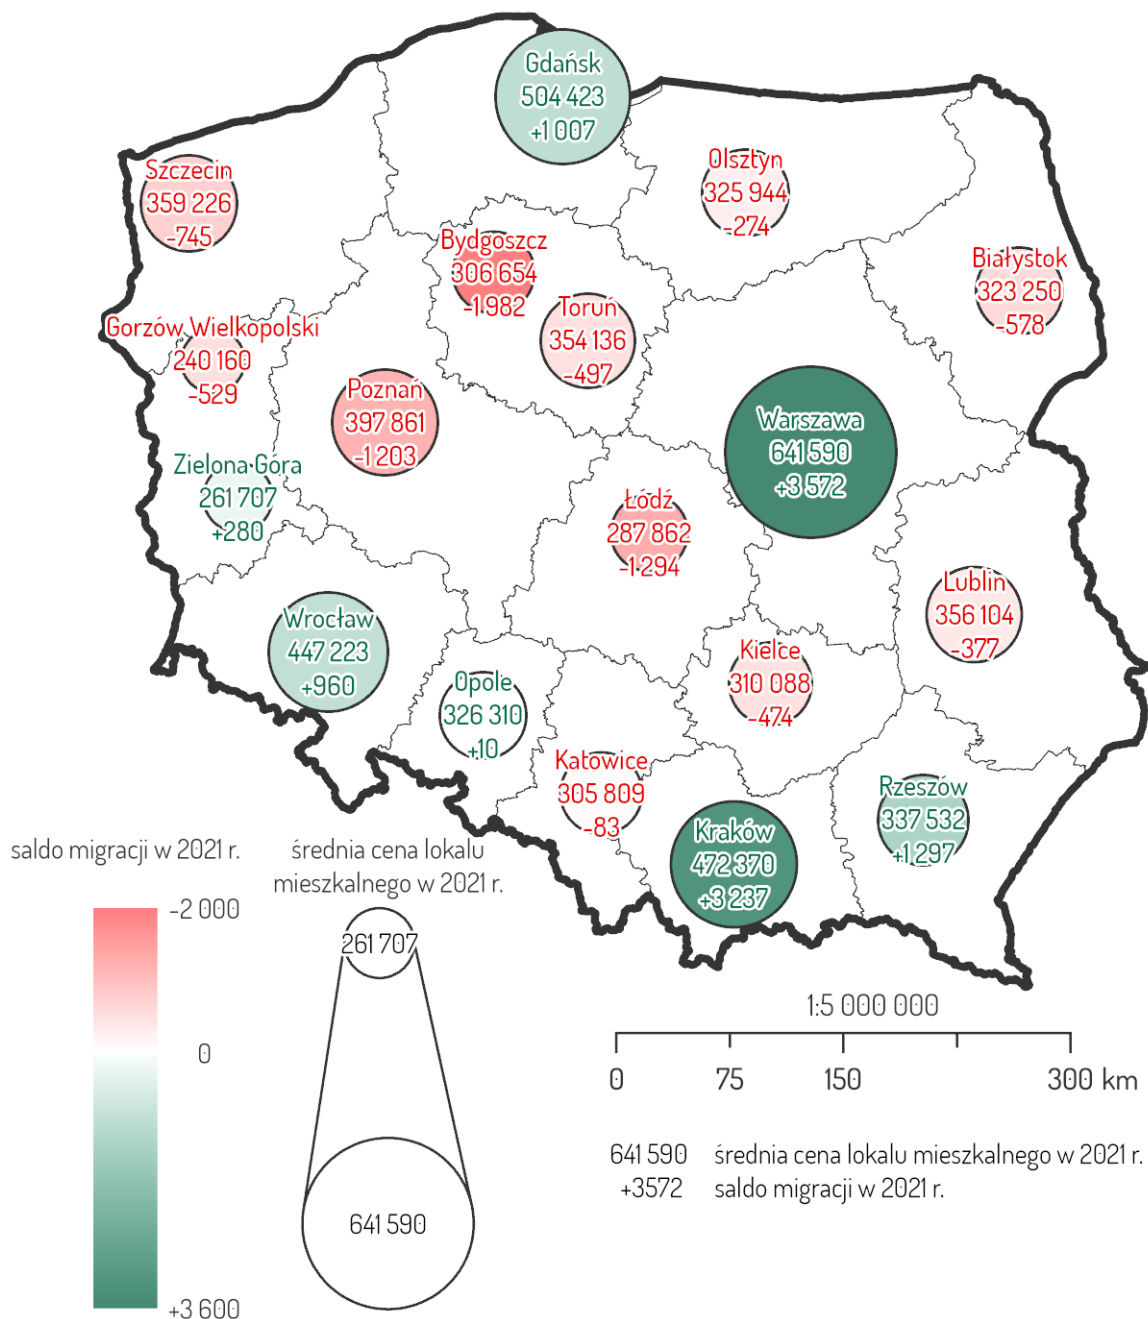 Gdańsk
504 423
+1 007
Szczecin
359 226
-745
Olsztyn
325 944
-274
Bydgoszcz
306 654
-1 982
Białystok
323 250
-578
Toruń
354 136
-497
Gorzów Wielkopolski
240 160
-529
Poznań
397 861
-1 203
Warszawa
641 590
+3 572
Zielona Góra
261 707
+280
Łódź
287 862
-1 294
Lublin
356 104
-377
Wrocław
447 223
+960
Kielce
310 088
-474
Opole
326 310
+10
Katowice
305 809
-83
Rzeszów
337 532
+1 297
Kraków
472 370
+3 237
saldo migracji w 2021 r.
-2 000
0
+3 600
średnia cena lokalu
mieszkalnego w 2021 r.
261 707
641 590
1:5 000 000
0 75 150 300 km
641 590 średnia cena lokalu mieszkalnego w 2021 r.
+3572 saldo migracji w 2021 r.